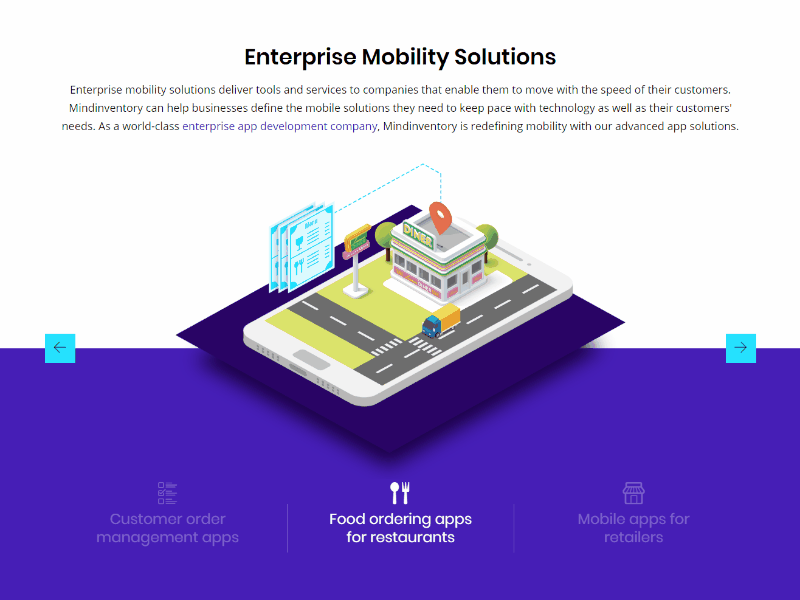 Enterprise Mobility Solutions
Enterprise mobility solutions deliver tools and services to companies that enable them to move with the speed of their customers.
Mindinventory can help businesses define the mobile solutions they need to keep pace with technology as well as their customers'
needs. As a world-class enterprise app development company, Mindinventory is redefining mobility with our advanced app solutions.
DINER
Customer order
management apps
Food ordering apps
for restaurants
Mobile apps for
retailers